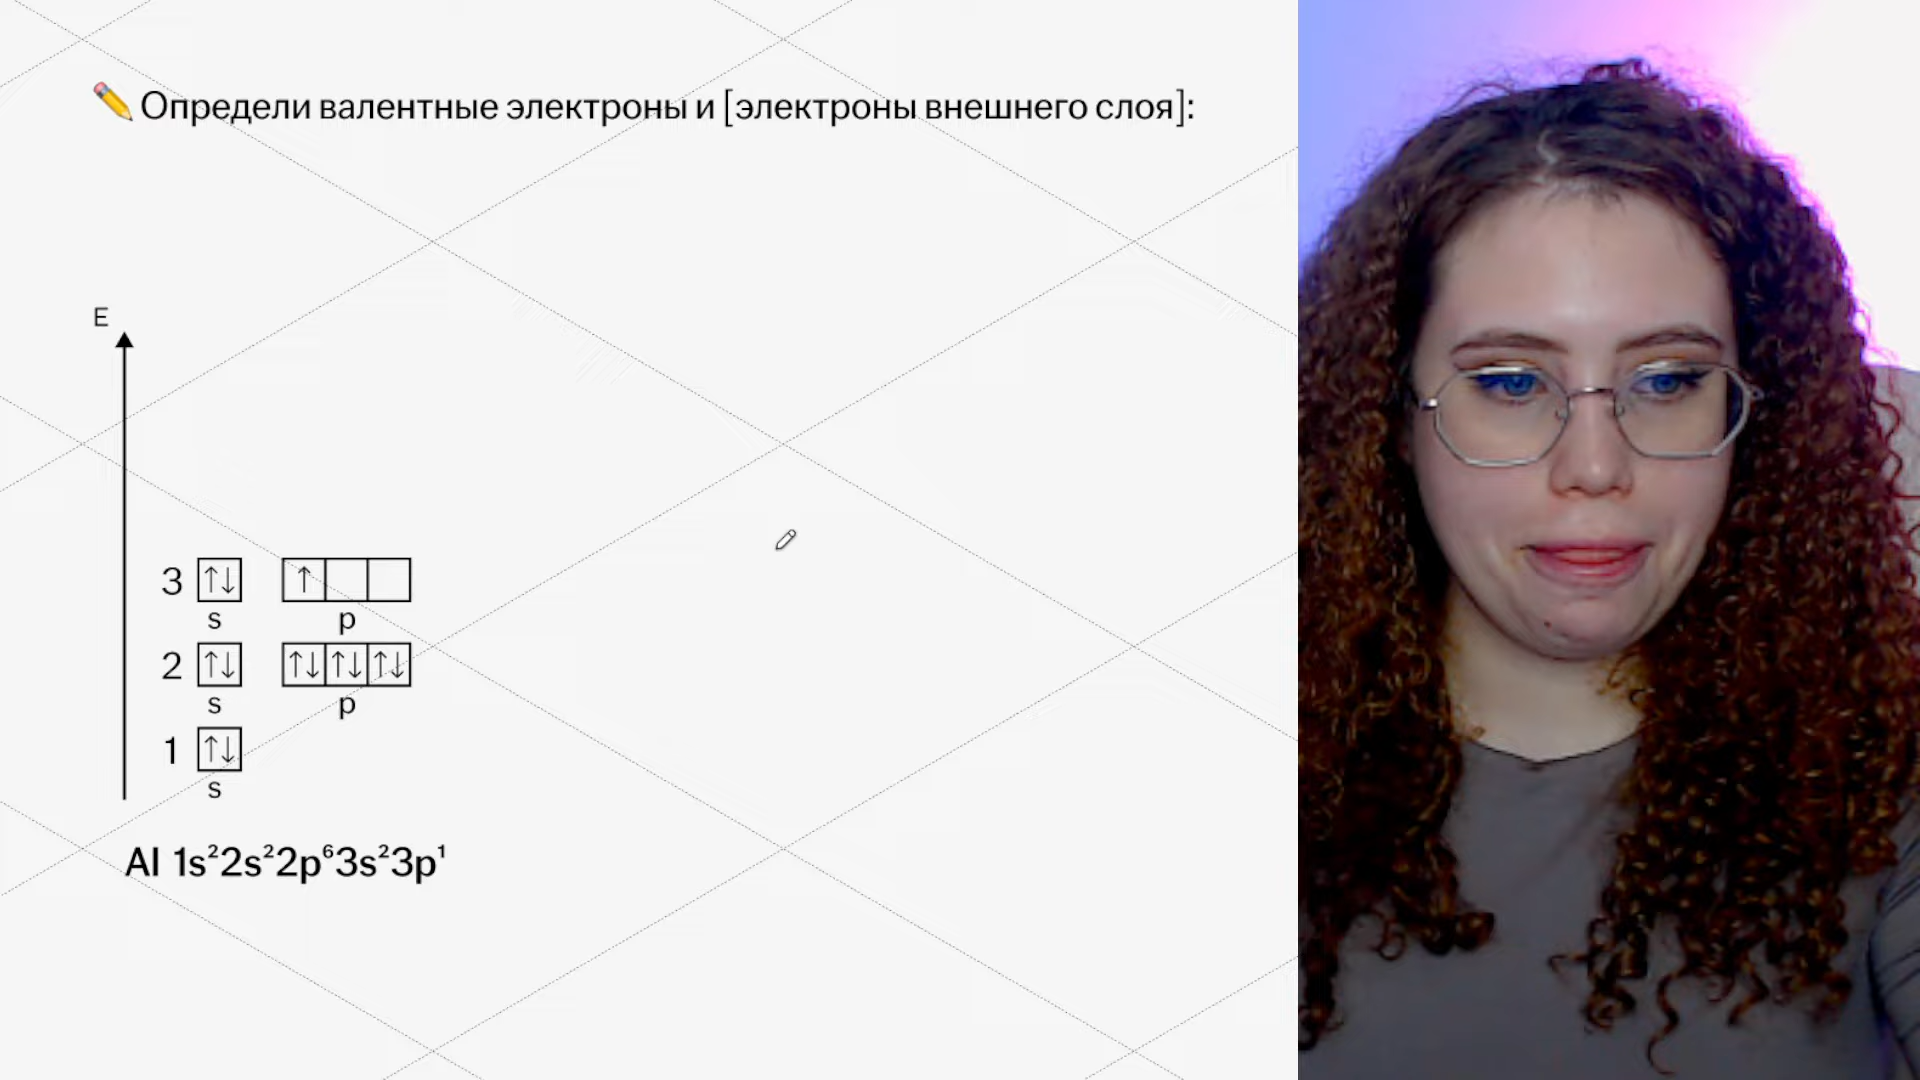 ✏️ Определи валентные электроны и [электроны внешнего слоя]:
E
3 ↑↓ ↑
s p
2 ↑↓ ↑↓ ↑↓ ↑↓
s p
1 ↑↓
s
Al 1s²2s²2p⁶3s²3p¹